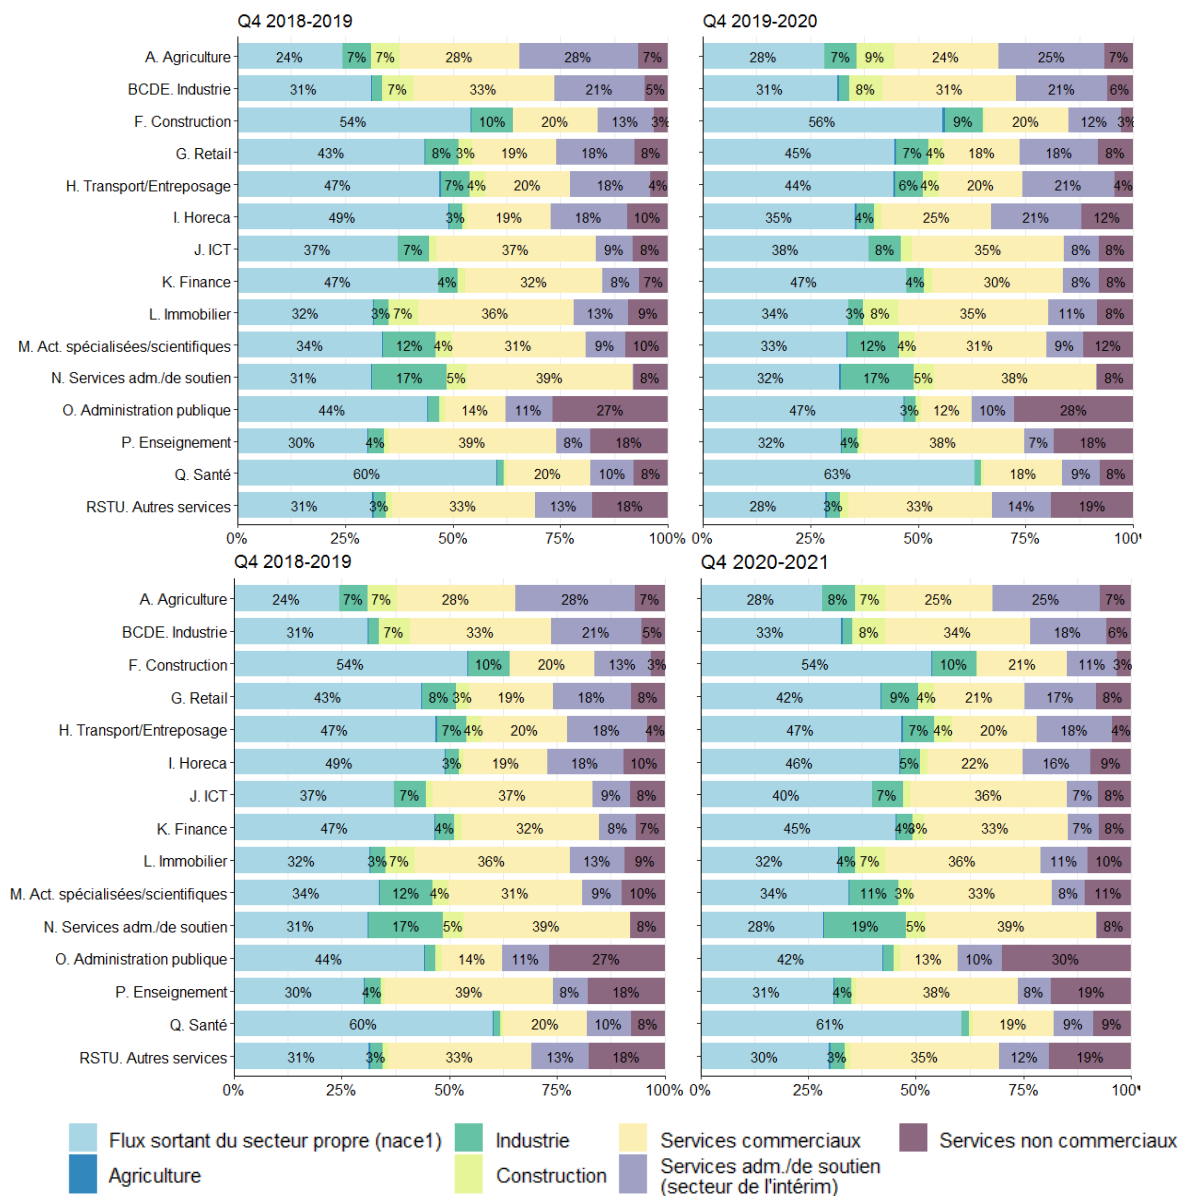 Q4 2018-2019
A. Agriculture 24% 7% 7% 28% 28% 7%
BCDE. Industrie 31% 7% 33% 21% 5%
F. Construction 54% 10% 20% 13% 3%
G. Retail 43% 8% 3% 19% 18% 8%
H. Transport/Entreposage 47% 7% 4% 20% 18% 4%
I. Horeca 49% 3% 19% 18% 10%
J. ICT 37% 7% 37% 9% 8%
K. Finance 47% 4% 32% 8% 7%
L. Immobilier 32% 3% 7% 36% 13% 9%
M. Act. spécialisées/scientifiques 34% 12% 4% 31% 9% 10%
N. Services adm./de soutien 31% 17% 5% 39% 8%
O. Administration publique 44% 14% 11% 27%
P. Enseignement 30% 4% 39% 8% 18%
Q. Santé 60% 20% 10% 8%
RSTU. Autres services 31% 3% 33% 13% 18%
0% 25% 50% 75% 100%
Q4 2019-2020
28% 7% 9% 24% 25% 7%
31% 8% 31% 21% 6%
56% 9% 20% 12% 3%
45% 7% 4% 18% 18% 8%
44% 6% 4% 20% 21% 4%
35% 4% 25% 21% 12%
38% 8% 35% 8% 8%
47% 4% 30% 8% 8%
34% 3% 8% 35% 11% 8%
33% 12% 4% 31% 9% 12%
32% 17% 5% 38% 8%
47% 3% 12% 10% 28%
32% 4% 38% 7% 18%
63% 18% 9% 8%
28% 3% 33% 14% 19%
0% 25% 50% 75% 100%
Q4 2018-2019
A. Agriculture 24% 7% 7% 28% 28% 7%
BCDE. Industrie 31% 7% 33% 21% 5%
F. Construction 54% 10% 20% 13% 3%
G. Retail 43% 8% 3% 19% 18% 8%
H. Transport/Entreposage 47% 7% 4% 20% 18% 4%
I. Horeca 49% 3% 19% 18% 10%
J. ICT 37% 7% 37% 9% 8%
K. Finance 47% 4% 32% 8% 7%
L. Immobilier 32% 3% 7% 36% 13% 9%
M. Act. spécialisées/scientifiques 34% 12% 4% 31% 9% 10%
N. Services adm./de soutien 31% 17% 5% 39% 8%
O. Administration publique 44% 14% 11% 27%
P. Enseignement 30% 4% 39% 8% 18%
Q. Santé 60% 20% 10% 8%
RSTU. Autres services 31% 3% 33% 13% 18%
0% 25% 50% 75% 100%
Q4 2020-2021
28% 8% 7% 25% 25% 7%
33% 8% 34% 18% 6%
54% 10% 21% 11% 3%
42% 9% 4% 21% 17% 8%
47% 7% 4% 20% 18% 4%
46% 5% 22% 16% 9%
40% 7% 36% 7% 8%
45% 4% 3% 33% 7% 8%
32% 4% 7% 36% 11% 10%
34% 11% 3% 33% 8% 11%
28% 19% 5% 39% 8%
42% 13% 10% 30%
31% 4% 38% 8% 19%
61% 19% 9% 9%
30% 3% 35% 12% 19%
0% 25% 50% 75% 100%
Flux sortant du secteur propre (nace1)
Agriculture
Industrie
Construction
Services commerciaux
Services adm./de soutien
(secteur de l'intérim)
Services non commerciaux